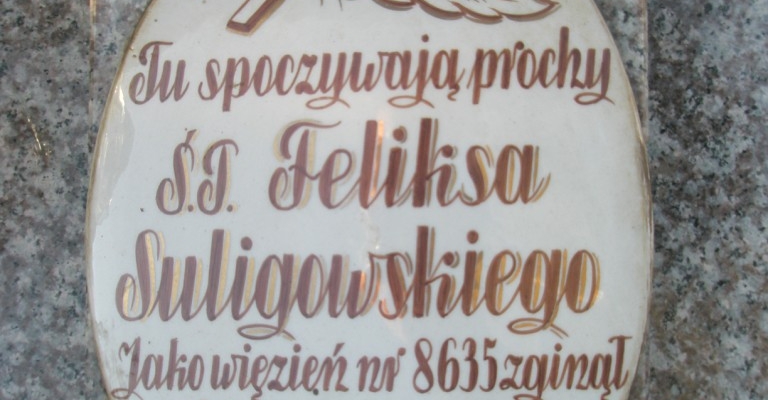 Tu spoczywają prochy
Ś.P. Feliksa
Suligowskiego
Jako więzień nr 8635 zginął